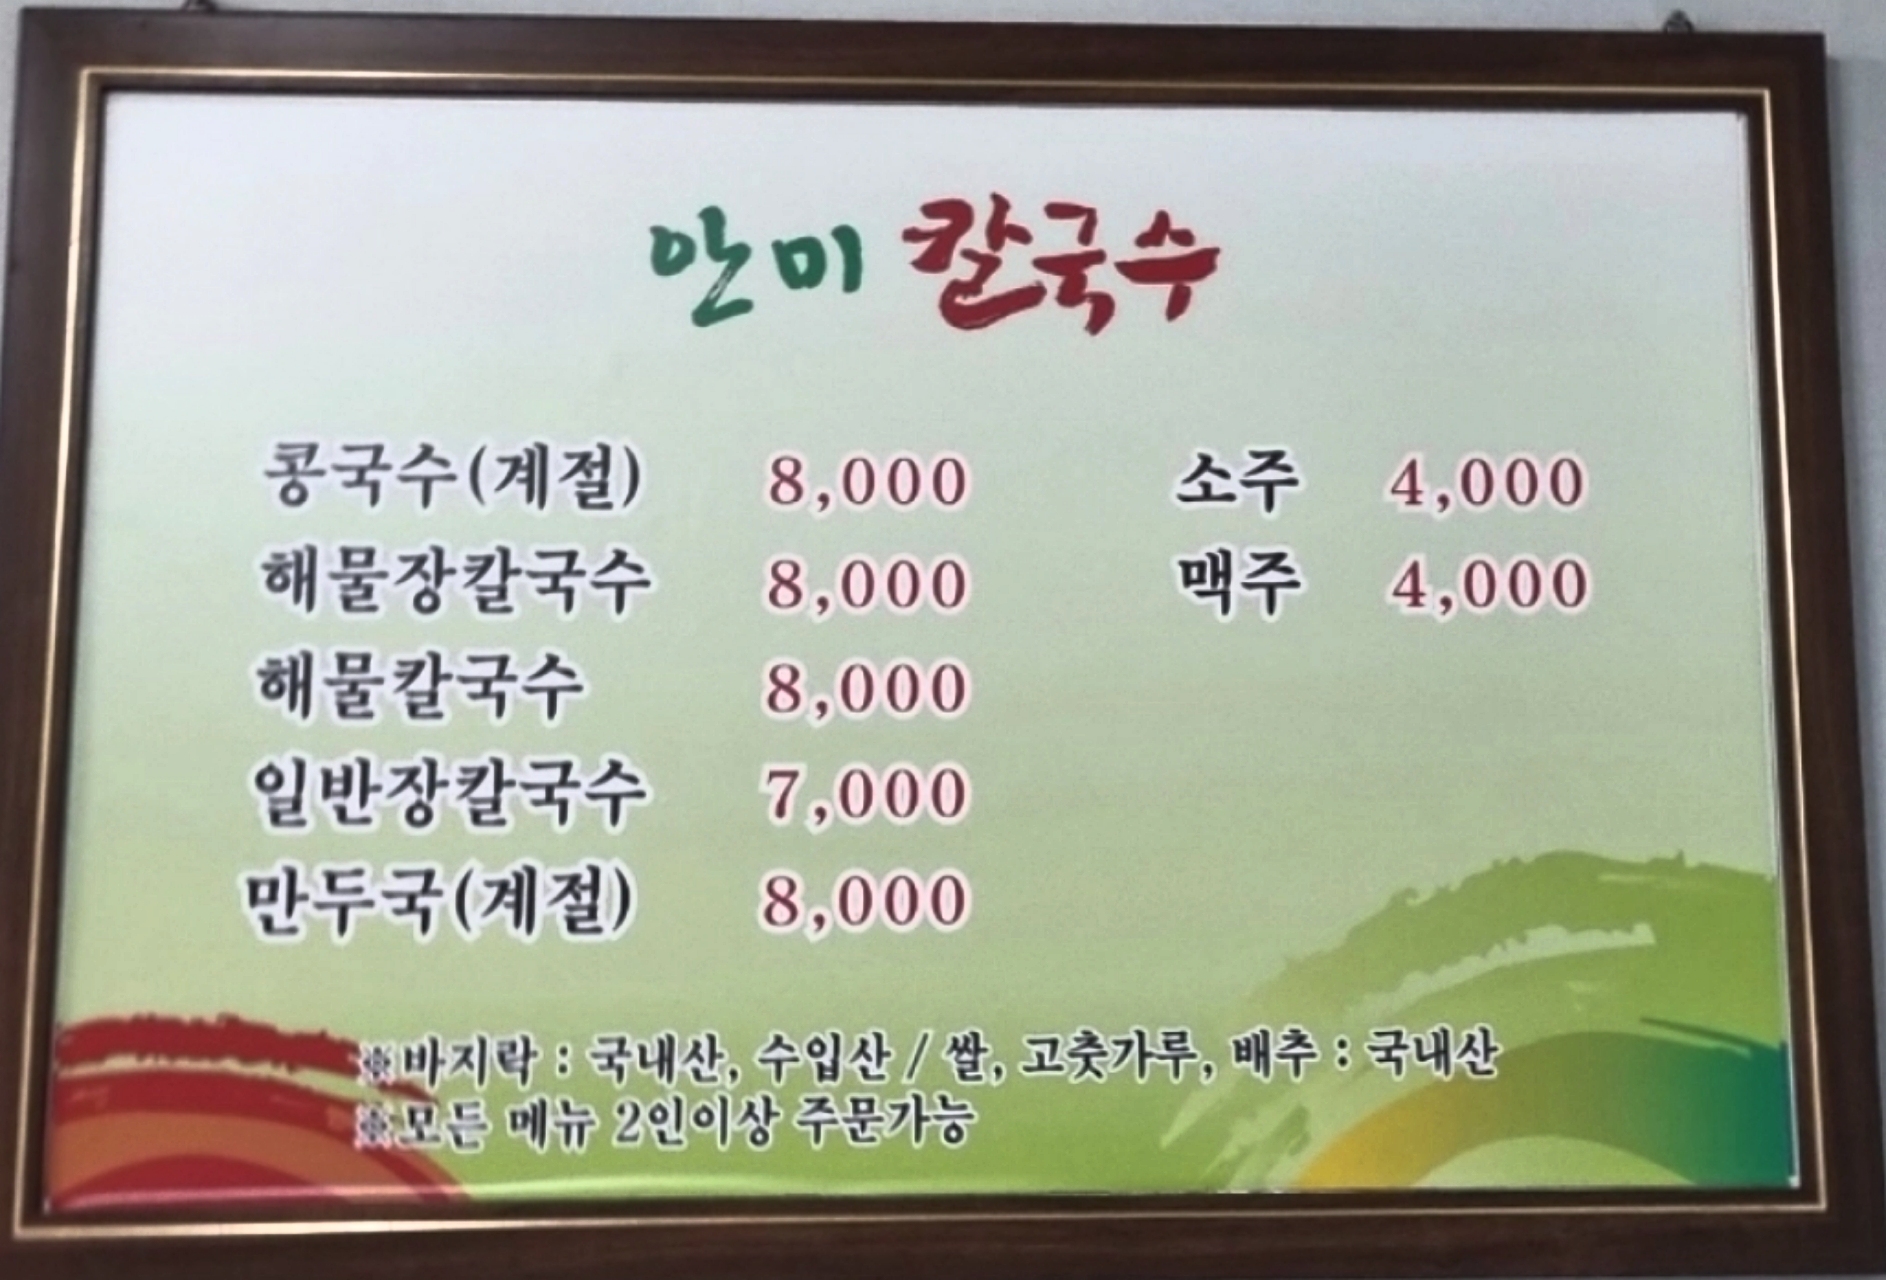 안미 칼국수
콩국수(계절) 8,000 소주 4,000
해물장칼국수 8,000 맥주 4,000
해물칼국수 8,000
일반장칼국수 7,000
만두국(계절) 8,000
※바지락 : 국내산, 수입산 / 쌀, 고춧가루, 배추 : 국내산
※모든 메뉴 2인이상 주문가능